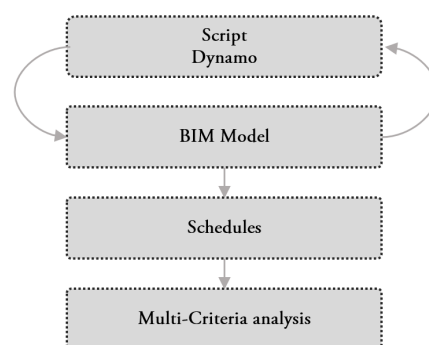 Script
Dynamo
BIM Model
Schedules
Multi-Criteria analysis